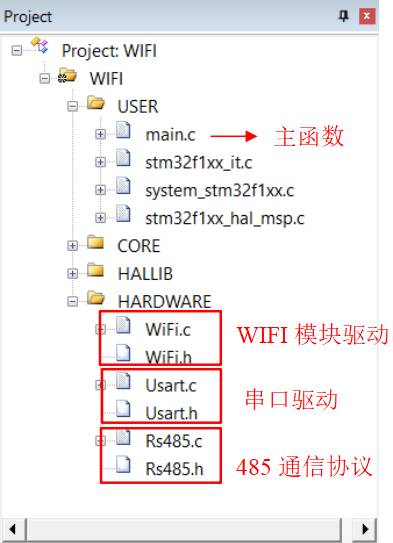 Project
Project: WIFI
WIFI
USER
main.c 主函数
stm32f1xx_it.c
system_stm32f1xx.c
stm32f1xx_hal_msp.c
CORE
HALLIB
HARDWARE
WiFi.c
WiFi.h
WIFI 模块驱动
Usart.c
Usart.h
串口驱动
Rs485.c
Rs485.h
485 通信协议